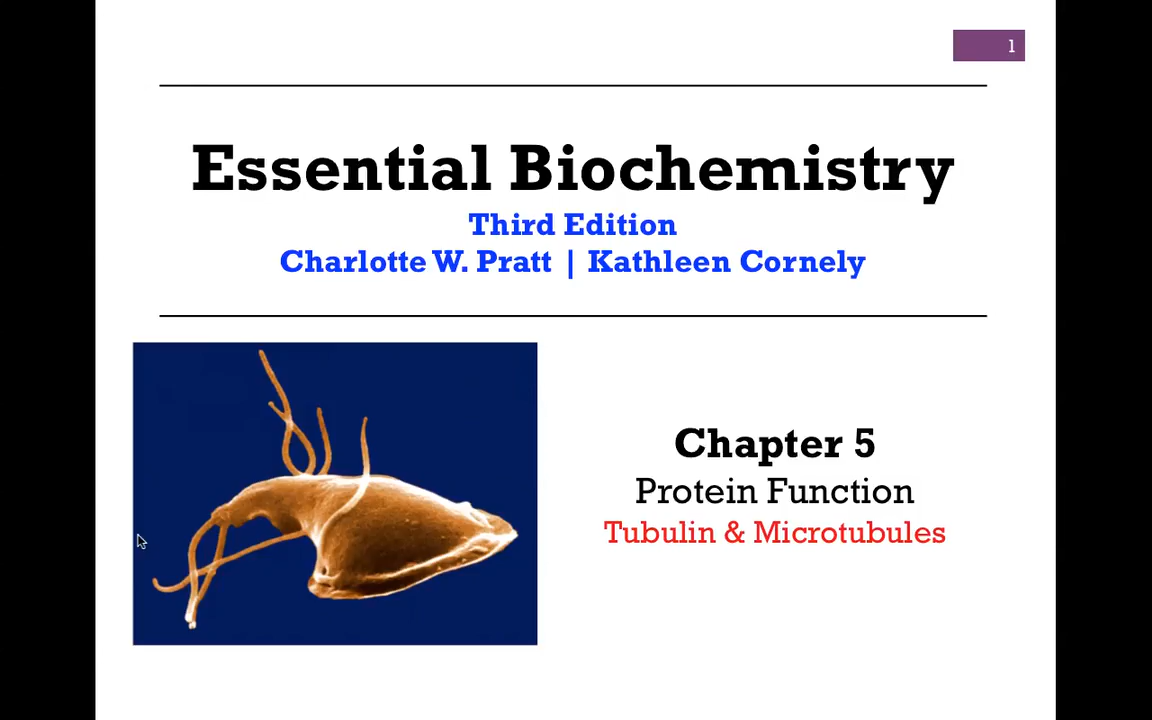 1
Essential Biochemistry
Third Edition
Charlotte W. Pratt | Kathleen Cornely
Chapter 5
Protein Function
Tubulin & Microtubules